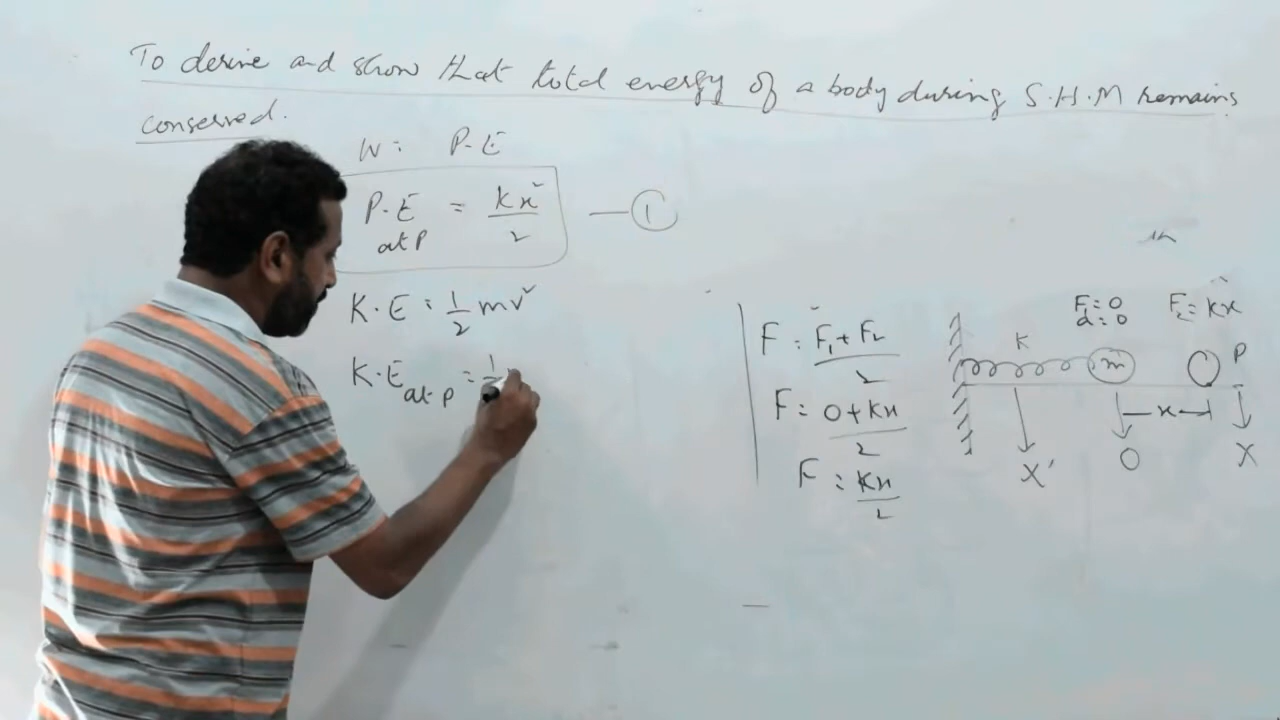 To derive and show that total energy of a body during S.H.M remains
conserved.
W = P.E
P.E at P = kx²/2 — ①
K.E = 1/2 mv²
K.E at P = 1
F = F₁ + F₂ / 2
F = 0 + kx / 2
F = kx / 2
F = 0
d = 0
F₂ = kx
K
m
P
x
X'
O
X